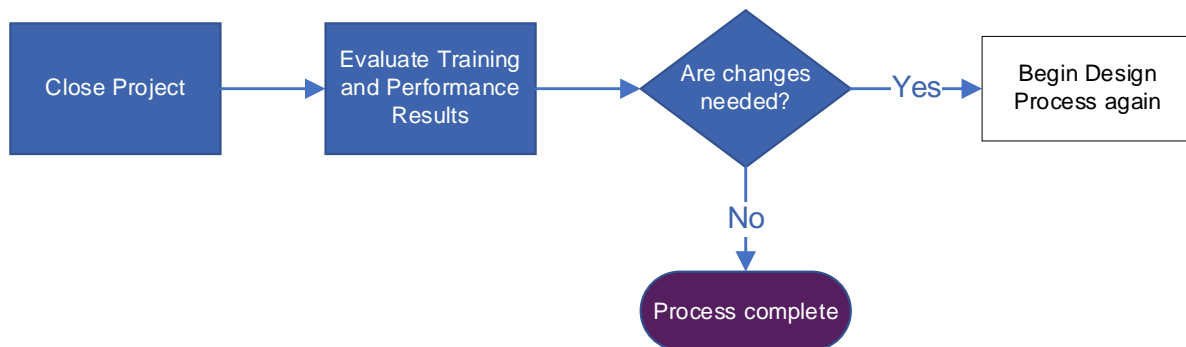 Close Project
Evaluate Training
and Performance
Results
Are changes
needed?
Yes
Begin Design
Process again
No
Process complete